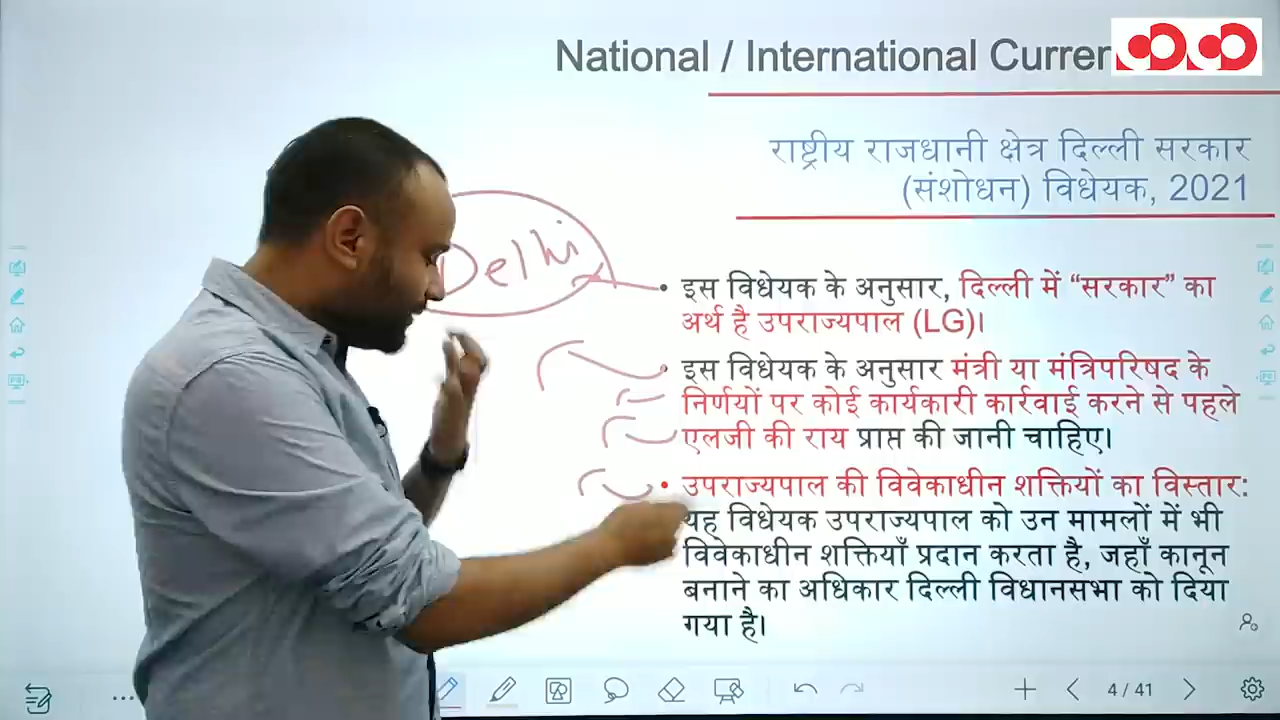 National / International Curren
राष्ट्रीय राजधानी क्षेत्र दिल्ली सरकार
(संशोधन) विधेयक, 2021
Delhi
• इस विधेयक के अनुसार, दिल्ली में “सरकार” का
अर्थ है उपराज्यपाल (LG)।
• इस विधेयक के अनुसार मंत्री या मंत्रिपरिषद के
निर्णयों पर कोई कार्यकारी कार्रवाई करने से पहले
एलजी की राय प्राप्त की जानी चाहिए।
• उपराज्यपाल की विवेकाधीन शक्तियों का विस्तार:
यह विधेयक उपराज्यपाल को उन मामलों में भी
विवेकाधीन शक्तियाँ प्रदान करता है, जहाँ कानून
बनाने का अधिकार दिल्ली विधानसभा को दिया
गया है।
4 / 41